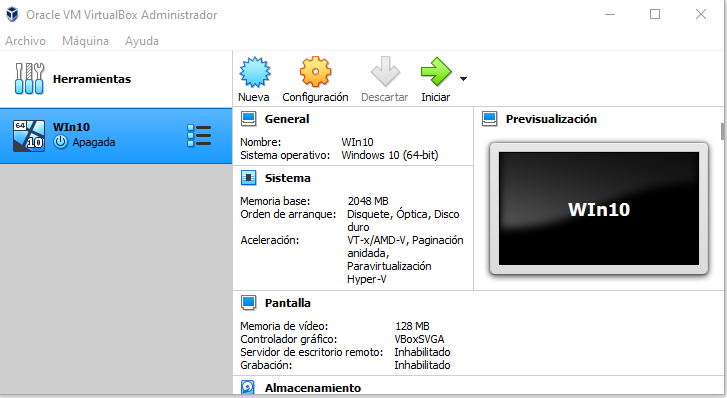 Oracle VM VirtualBox Administrador
Archivo Máquina Ayuda
Herramientas
64
10
WIn10
Apagada
Nueva Configuración Descartar Iniciar
General
Nombre: WIn10
Sistema operativo: Windows 10 (64-bit)
Sistema
Memoria base: 2048 MB
Orden de arranque: Disquete, Óptica, Disco
duro
Aceleración: VT-x/AMD-V, Paginación
anidada,
Paravirtualización
Hyper-V
Previsualización
WIn10
Pantalla
Memoria de vídeo: 128 MB
Controlador gráfico: VBoxSVGA
Servidor de escritorio remoto: Inhabilitado
Grabación: Inhabilitado
Almacenamiento